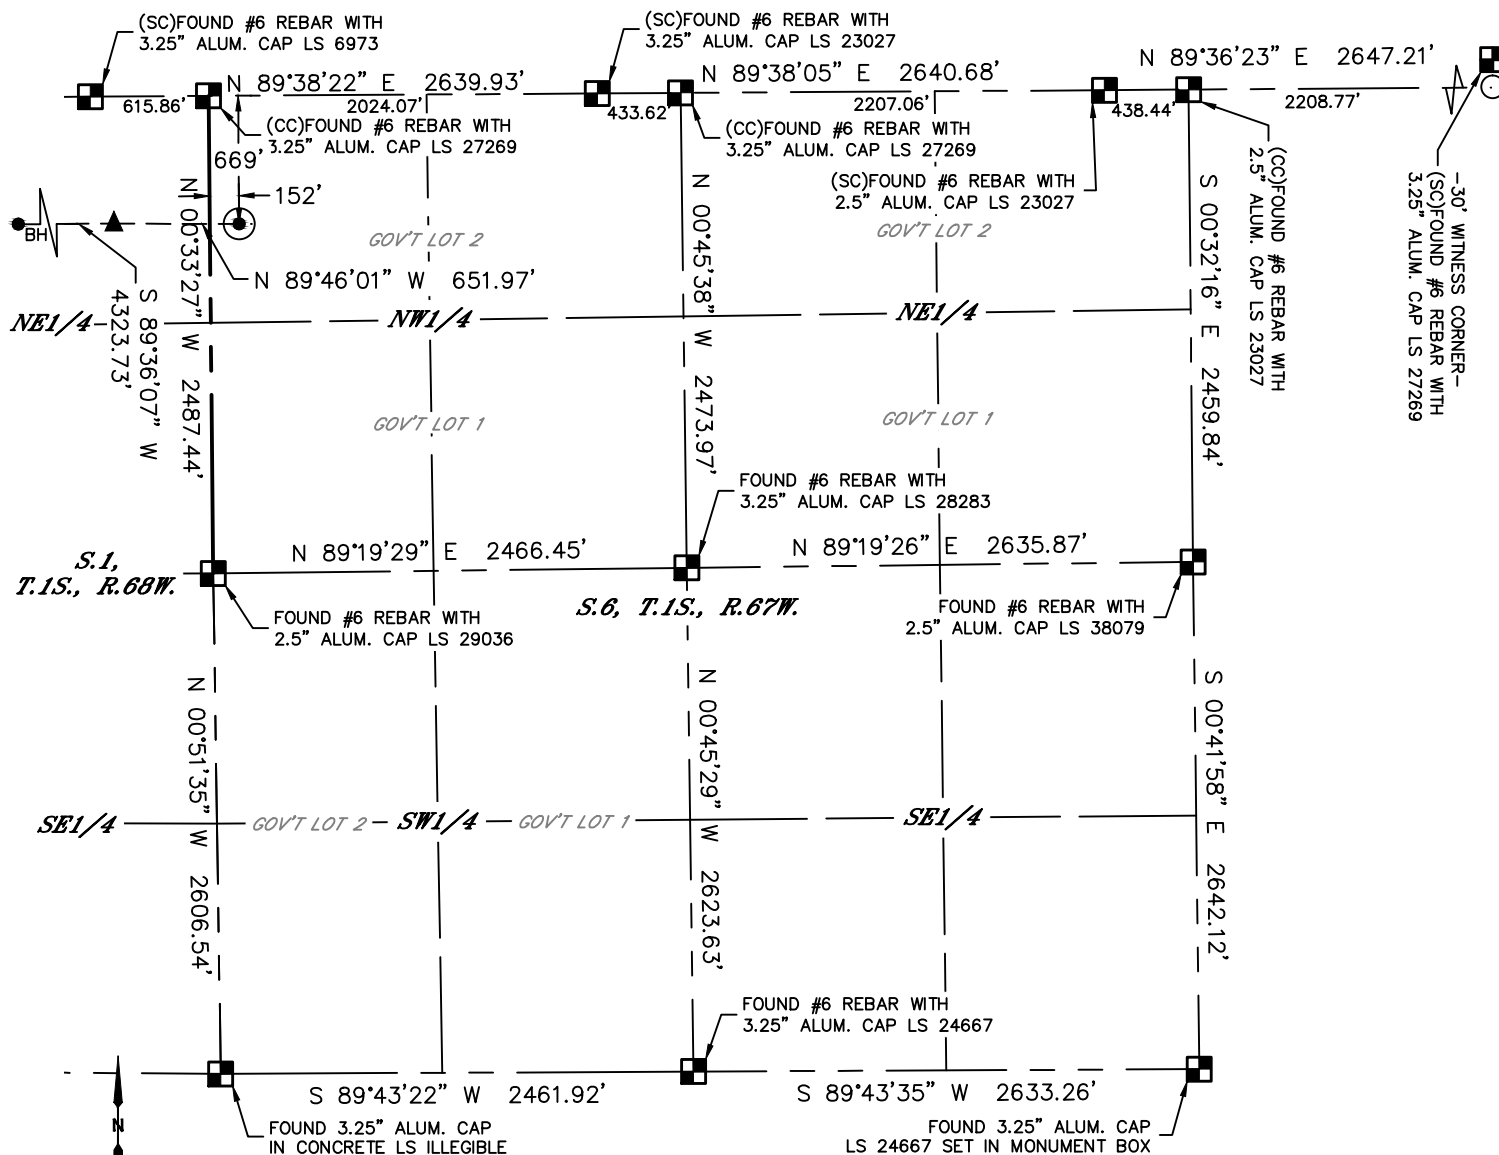 (SC)FOUND #6 REBAR WITH
3.25" ALUM. CAP LS 6973
(SC)FOUND #6 REBAR WITH
3.25" ALUM. CAP LS 23027
N 89°38'22" E 2639.93'
N 89°38'05" E 2640.68'
N 89°36'23" E 2647.21'
615.86'
2024.07'
433.62'
2207.06'
438.44'
2208.77'
(CC)FOUND #6 REBAR WITH
3.25" ALUM. CAP LS 27269
(CC)FOUND #6 REBAR WITH
3.25" ALUM. CAP LS 27269
(SC)FOUND #6 REBAR WITH
2.5" ALUM. CAP LS 23027
(CC)FOUND #6 REBAR WITH
2.5" ALUM. CAP LS 23027
-30' WITNESS CORNER-
(SC)FOUND #6 REBAR WITH
3.25" ALUM. CAP LS 27269
669'
152'
BH
N 89°46'01" W 651.97'
S 89°36'07" W
4323.73'
N 00°33'27" W 2487.44'
N 00°45'38" W 2473.97'
S 00°32'16" E 2459.84'
GOV'T LOT 2
GOV'T LOT 2
NE1/4
NW1/4
NE1/4
GOV'T LOT 1
GOV'T LOT 1
FOUND #6 REBAR WITH
3.25" ALUM. CAP LS 28283
N 89°19'29" E 2466.45'
N 89°19'26" E 2635.87'
S.1,
T.1S., R.68W.
S.6, T.1S., R.67W.
FOUND #6 REBAR WITH
2.5" ALUM. CAP LS 29036
FOUND #6 REBAR WITH
2.5" ALUM. CAP LS 38079
N 00°51'35" W 2606.54'
N 00°45'29" W 2623.63'
S 00°41'58" E 2642.12'
SE1/4
GOV'T LOT 2
SW1/4
GOV'T LOT 1
SE1/4
FOUND #6 REBAR WITH
3.25" ALUM. CAP LS 24667
S 89°43'22" W 2461.92'
S 89°43'35" W 2633.26'
N
FOUND 3.25" ALUM. CAP
IN CONCRETE LS ILLEGIBLE
FOUND 3.25" ALUM. CAP
LS 24667 SET IN MONUMENT BOX